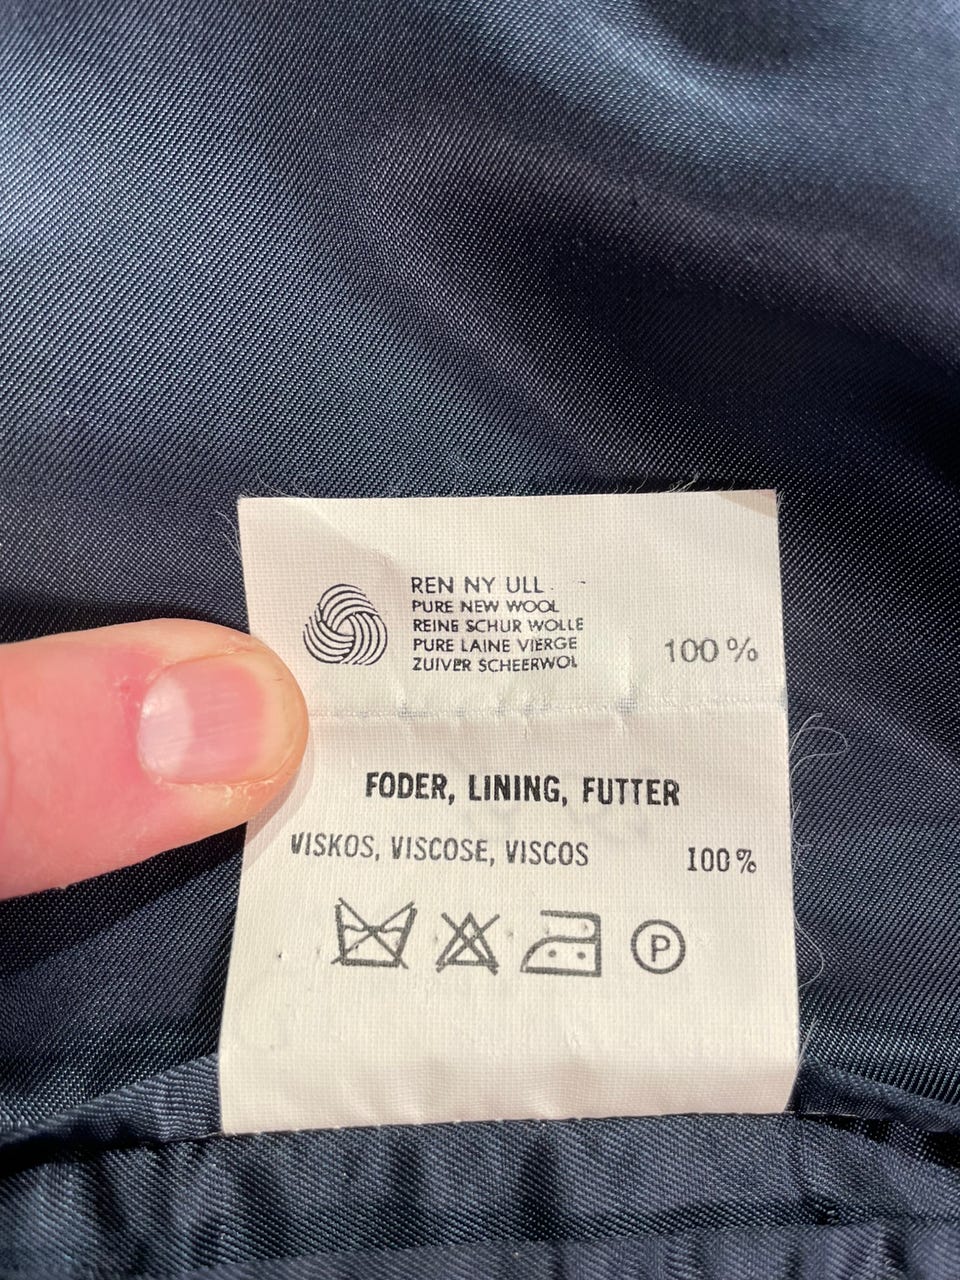 REN NY ULL
PURE NEW WOOL
REINE SCHUR WOLLE
PURE LAINE VIERGE
ZUIVER SCHEERWOL
100 %
FODER, LINING, FUTTER
VISKOS, VISCOSE, VISCOS 100 %
P